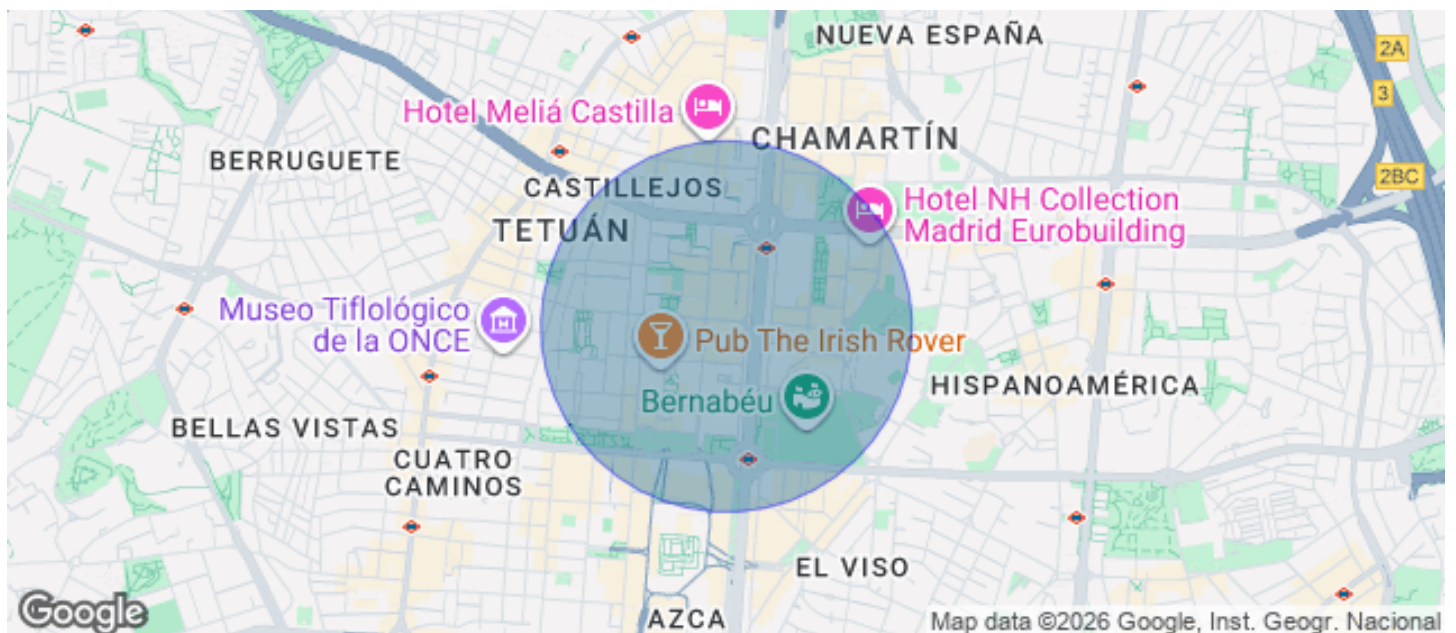 NUEVA ESPAÑA
2A
3
Hotel Meliá Castilla
CHAMARTÍN
BERRUGUETE
2BC
CASTILLEJOS
Hotel NH Collection
Madrid Eurobuilding
TETUÁN
Museo Tiflológico
de la ONCE
Pub The Irish Rover
HISPANOAMÉRICA
Bernabéu
BELLAS VISTAS
CUATRO
CAMINOS
EL VISO
AZCA
Google
Map data ©2026 Google, Inst. Geogr. Nacional